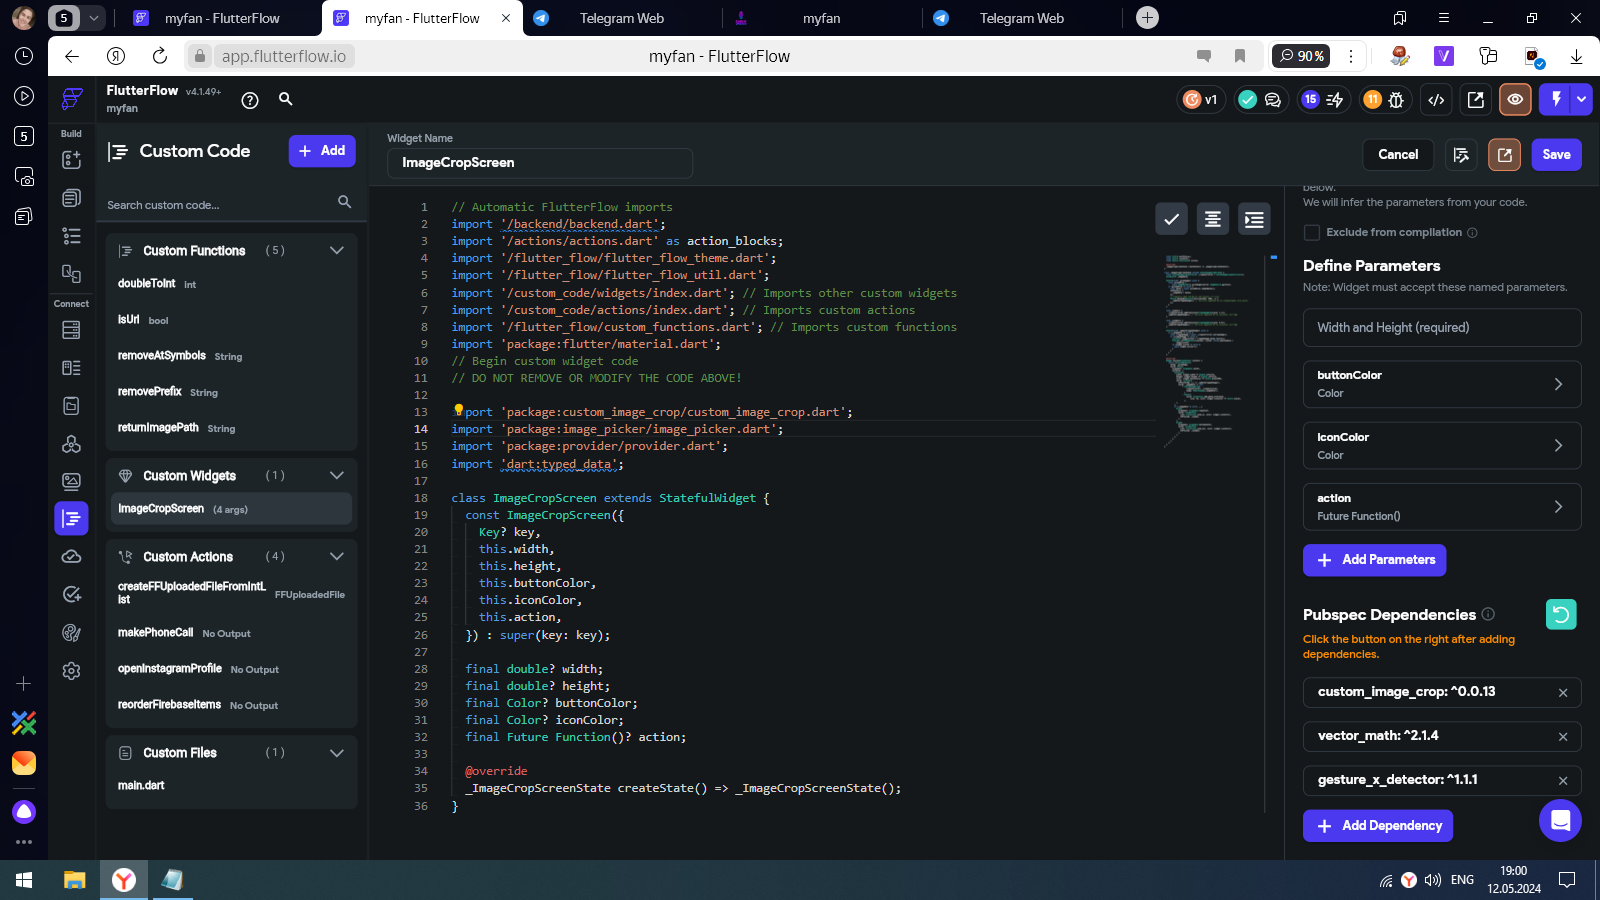 5
myfan - FlutterFlow
myfan - FlutterFlow
Telegram Web
myfan
Telegram Web
app.flutterflow.io
myfan - FlutterFlow
90%
FlutterFlow v4.1.49+
myfan
v1
15
11
5
Build
Connect
Custom Code
Add
Search custom code...
Custom Functions (5)
doubleToInt int
isUrl bool
removeAtSymbols String
removePrefix String
returnImagePath String
Custom Widgets (1)
ImageCropScreen (4 args)
Custom Actions (4)
createFFUploadedFileFromIntL
ist
FFUploadedFile
makePhoneCall No Output
openInstagramProfile No Output
reorderFirebaseItems No Output
Custom Files (1)
main.dart
Widget Name
ImageCropScreen
Cancel
Save
1 // Automatic FlutterFlow imports
2 import '/backend/backend.dart';
3 import '/actions/actions.dart' as action_blocks;
4 import '/flutter_flow/flutter_flow_theme.dart';
5 import '/flutter_flow/flutter_flow_util.dart';
6 import '/custom_code/widgets/index.dart'; // Imports other custom widgets
7 import '/custom_code/actions/index.dart'; // Imports custom actions
8 import '/flutter_flow/custom_functions.dart'; // Imports custom functions
9 import 'package:flutter/material.dart';
10 // Begin custom widget code
11 // DO NOT REMOVE OR MODIFY THE CODE ABOVE!
12
13 import 'package:custom_image_crop/custom_image_crop.dart';
14 import 'package:image_picker/image_picker.dart';
15 import 'package:provider/provider.dart';
16 import 'dart:typed_data';
17
18 class ImageCropScreen extends StatefulWidget {
19 const ImageCropScreen({
20 Key? key,
21 this.width,
22 this.height,
23 this.buttonColor,
24 this.iconColor,
25 this.action,
26 }) : super(key: key);
27
28 final double? width;
29 final double? height;
30 final Color? buttonColor;
31 final Color? iconColor;
32 final Future Function()? action;
33
34 @override
35 _ImageCropScreenState createState() => _ImageCropScreenState();
36 }
below.
We will infer the parameters from your code.
Exclude from compilation
Define Parameters
Note: Widget must accept these named parameters.
Width and Height (required)
buttonColor
Color
iconColor
Color
action
Future Function()
Add Parameters
Pubspec Dependencies
Click the button on the right after adding
dependencies.
custom_image_crop: ^0.0.13
vector_math: ^2.1.4
gesture_x_detector: ^1.1.1
Add Dependency
ENG
19:00
12.05.2024